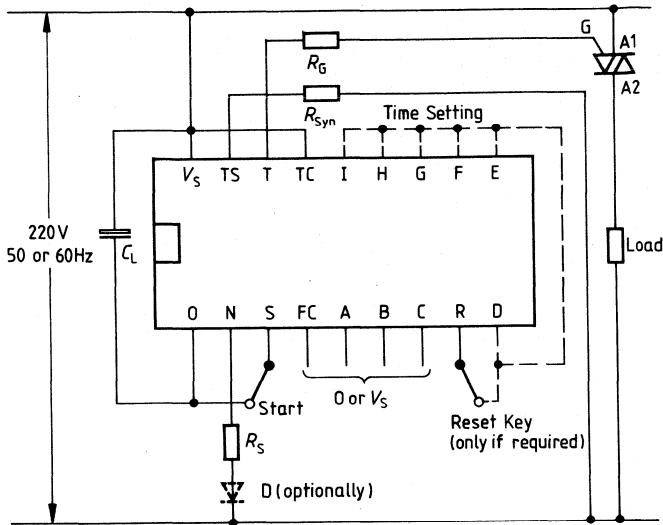 G
A1
R_G
A2
R_Syn
Time Setting
V_S TS T TC I H G F E
220V
50 or 60Hz
C_L
Load
O N S FC A B C R D
Start
0 or V_S
Reset Key
(only if required)
R_S
D (optionally)